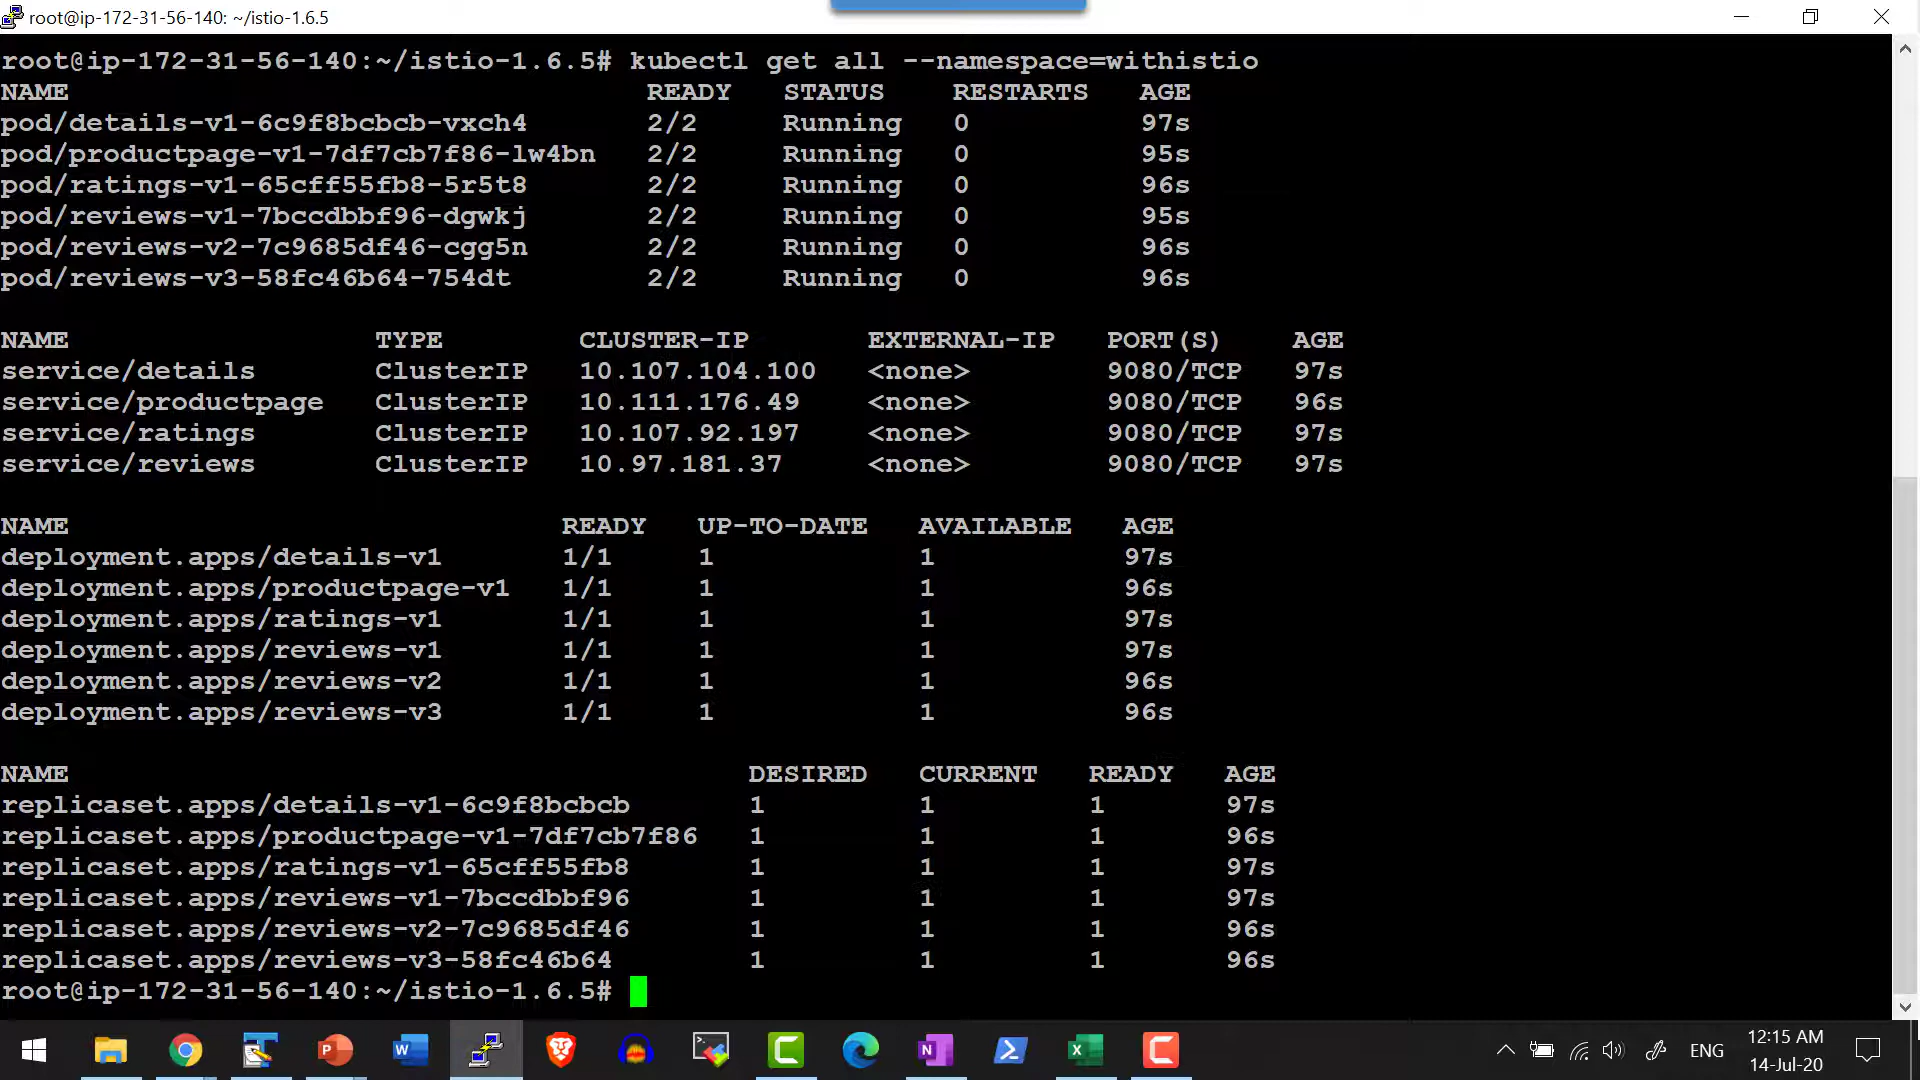 root@ip-172-31-56-140: ~/istio-1.6.5
root@ip-172-31-56-140:~/istio-1.6.5# kubectl get all --namespace=withistio
NAME READY STATUS RESTARTS AGE
pod/details-v1-6c9f8bcbcb-vxch4 2/2 Running 0 97s
pod/productpage-v1-7df7cb7f86-lw4bn 2/2 Running 0 95s
pod/ratings-v1-65cff55fb8-5r5t8 2/2 Running 0 96s
pod/reviews-v1-7bccdbbf96-dgwkj 2/2 Running 0 95s
pod/reviews-v2-7c9685df46-cgg5n 2/2 Running 0 96s
pod/reviews-v3-58fc46b64-754dt 2/2 Running 0 96s
NAME TYPE CLUSTER-IP EXTERNAL-IP PORT(S) AGE
service/details ClusterIP 10.107.104.100 <none> 9080/TCP 97s
service/productpage ClusterIP 10.111.176.49 <none> 9080/TCP 96s
service/ratings ClusterIP 10.107.92.197 <none> 9080/TCP 97s
service/reviews ClusterIP 10.97.181.37 <none> 9080/TCP 97s
NAME READY UP-TO-DATE AVAILABLE AGE
deployment.apps/details-v1 1/1 1 1 97s
deployment.apps/productpage-v1 1/1 1 1 96s
deployment.apps/ratings-v1 1/1 1 1 97s
deployment.apps/reviews-v1 1/1 1 1 97s
deployment.apps/reviews-v2 1/1 1 1 96s
deployment.apps/reviews-v3 1/1 1 1 96s
NAME DESIRED CURRENT READY AGE
replicaset.apps/details-v1-6c9f8bcbcb 1 1 1 97s
replicaset.apps/productpage-v1-7df7cb7f86 1 1 1 96s
replicaset.apps/ratings-v1-65cff55fb8 1 1 1 97s
replicaset.apps/reviews-v1-7bccdbbf96 1 1 1 97s
replicaset.apps/reviews-v2-7c9685df46 1 1 1 96s
replicaset.apps/reviews-v3-58fc46b64 1 1 1 96s
root@ip-172-31-56-140:~/istio-1.6.5#
ENG
12:15 AM
14-Jul-20